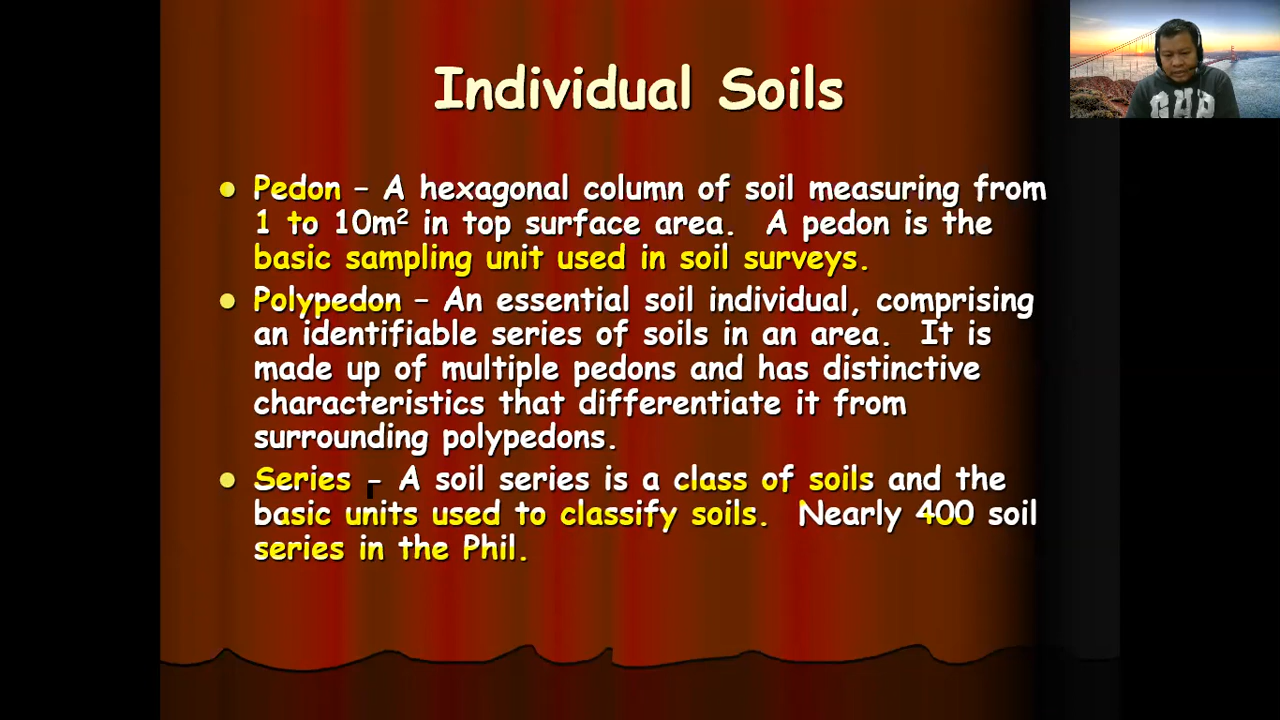 Individual Soils
Pedon – A hexagonal column of soil measuring from
1 to 10m² in top surface area. A pedon is the
basic sampling unit used in soil surveys.
Polypedon – An essential soil individual, comprising
an identifiable series of soils in an area. It is
made up of multiple pedons and has distinctive
characteristics that differentiate it from
surrounding polypedons.
Series - A soil series is a class of soils and the
basic units used to classify soils. Nearly 400 soil
series in the Phil.
GAP